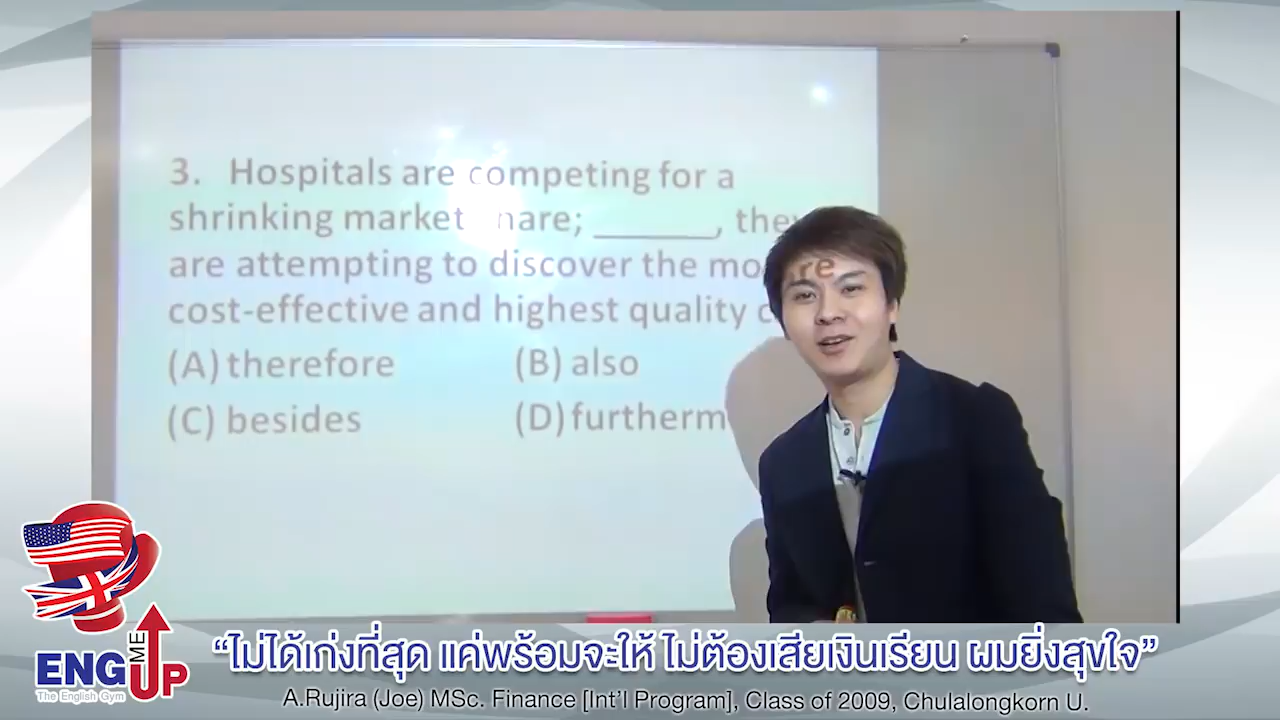 3. Hospitals are competing for a
shrinking market share; ______, they
are attempting to discover the more
cost-effective and highest quality
(A) therefore (B) also
(C) besides (D) furtherm
ENG UP ME
The English Gym
“ไม่ได้เก่งที่สุด แค่พร้อมจะให้ ไม่ต้องเสียเงินเรียน ผมยิ่งสุขใจ”
A.Rujira (Joe) MSc. Finance [Int'l Program], Class of 2009, Chulalongkorn U.